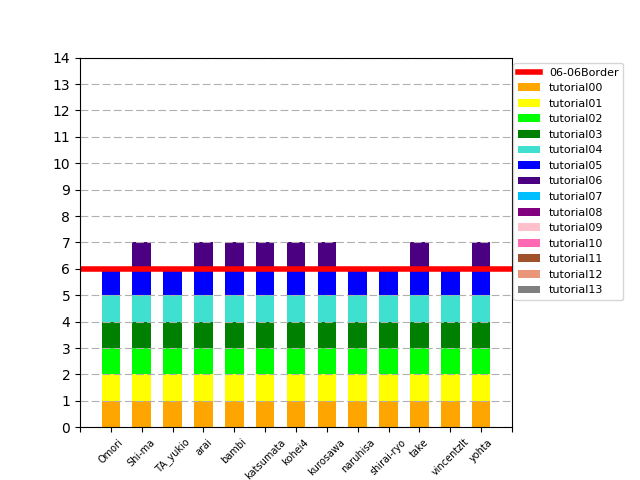 14
13
12
11
10
9
8
7
6
5
4
3
2
1
0
Omori
Shi-ma
TA_yukio
arai
bambi
katsumata
kohei4
kurosawa
naruhisa
shirai-ryo
take
vincentzlt
yohta
06-06Border
tutorial00
tutorial01
tutorial02
tutorial03
tutorial04
tutorial05
tutorial06
tutorial07
tutorial08
tutorial09
tutorial10
tutorial11
tutorial12
tutorial13